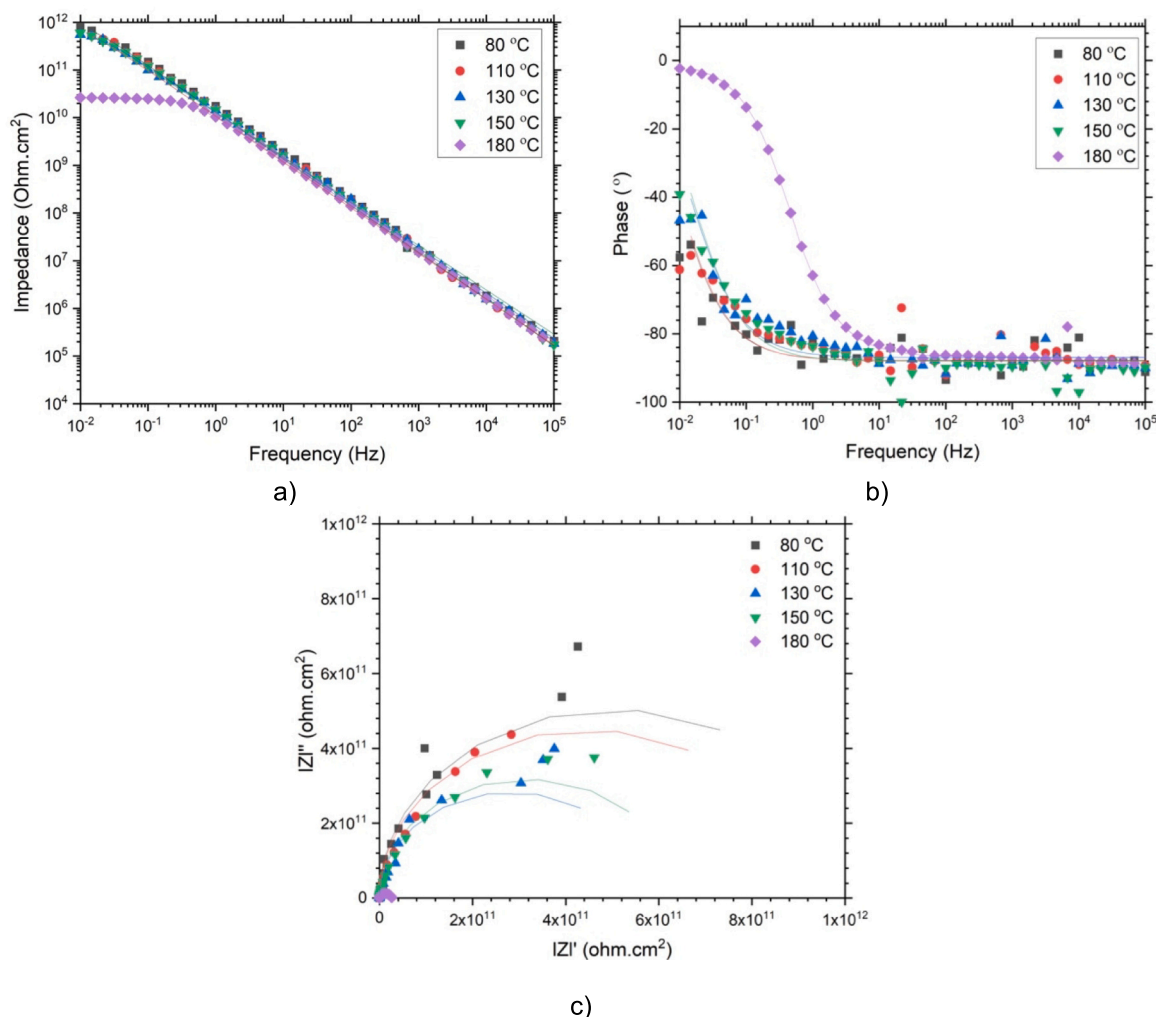 10¹²
10¹¹
10¹⁰
10⁹
10⁸
10⁷
10⁶
10⁵
10⁴
Impedance (Ohm.cm²)
80 °C
110 °C
130 °C
150 °C
180 °C
10⁻² 10⁻¹ 10⁰ 10¹ 10² 10³ 10⁴ 10⁵
Frequency (Hz)
a)
0
-20
-40
-60
-80
-100
Phase (°)
80 °C
110 °C
130 °C
150 °C
180 °C
10⁻² 10⁻¹ 10⁰ 10¹ 10² 10³ 10⁴ 10⁵
Frequency (Hz)
b)
1x10¹²
8x10¹¹
6x10¹¹
4x10¹¹
2x10¹¹
0
|Z|'' (ohm.cm²)
80 °C
110 °C
130 °C
150 °C
180 °C
0 2x10¹¹ 4x10¹¹ 6x10¹¹ 8x10¹¹ 1x10¹²
|Z|' (ohm.cm²)
c)